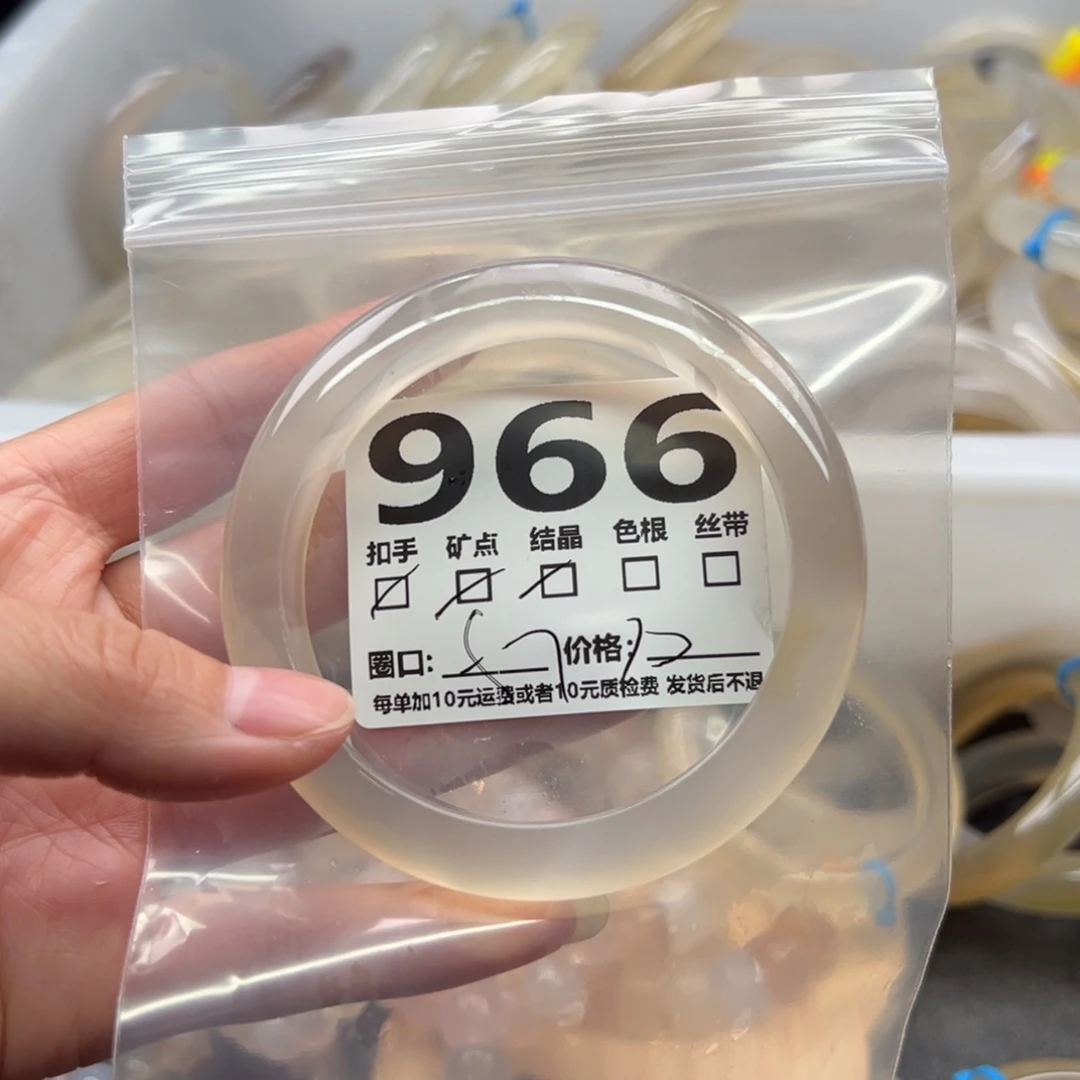 966
扣手 矿点 结晶 色根 丝带
圈口: 价格:
每单加10元运费或者10元质检费 发货后不退